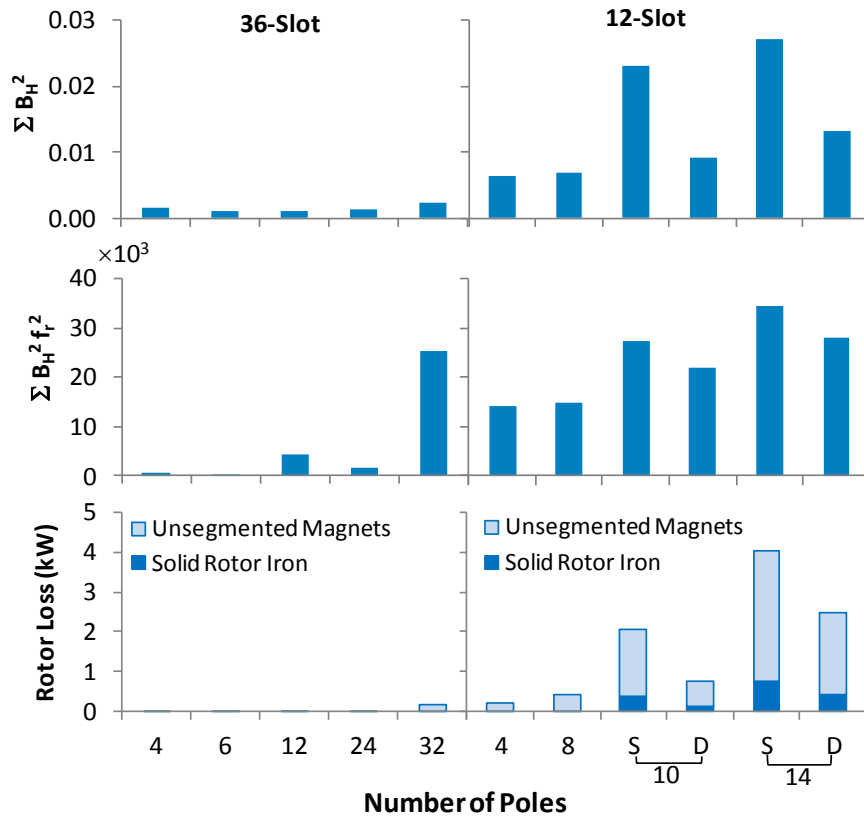 36-Slot 12-Slot
Σ B_H^2
0.03
0.02
0.01
0.00
×10^3
Σ B_H^2 f_r^2
40
30
20
10
0
Rotor Loss (kW)
5
4
3
2
1
0
Unsegmented Magnets
Solid Rotor Iron
Unsegmented Magnets
Solid Rotor Iron
4 6 12 24 32 4 8 S D S D
10 14
Number of Poles